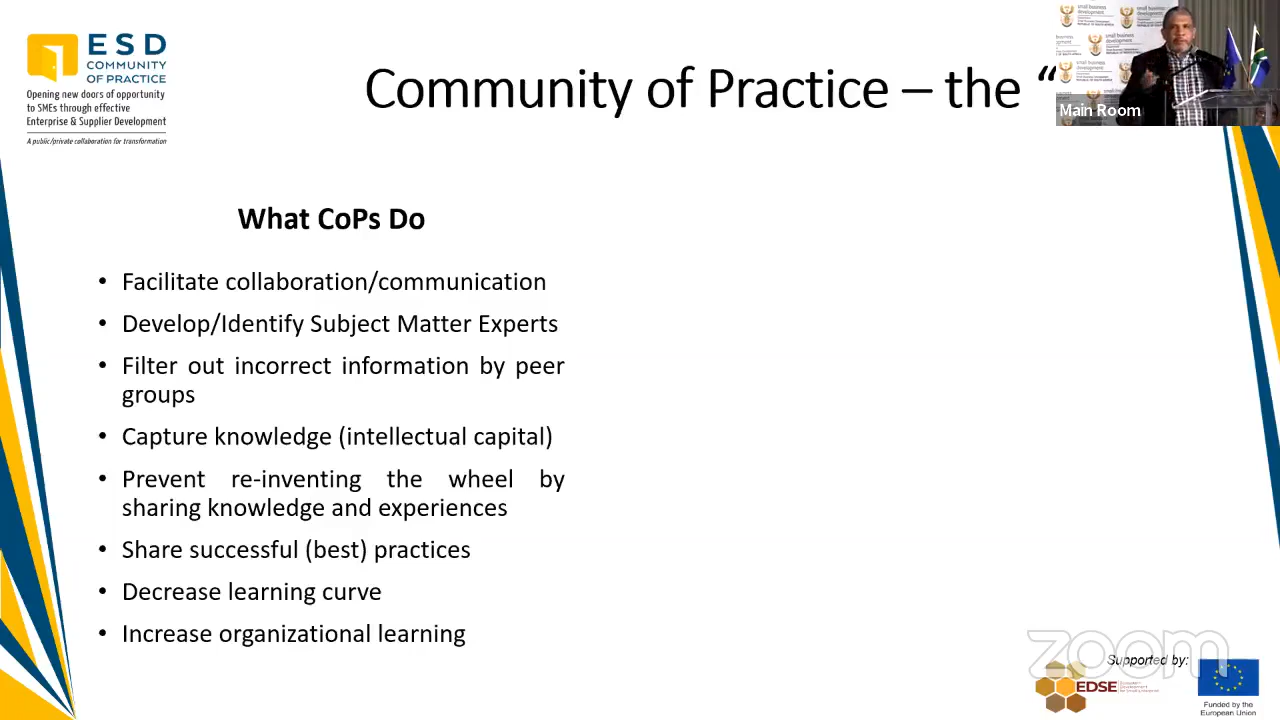 ESD
COMMUNITY
OF PRACTICE
Opening new doors of opportunity
to SMEs through effective
Enterprise & Supplier Development
A public/private collaboration for transformation
Community of Practice – the “
Main Room
What CoPs Do
• Facilitate collaboration/communication
• Develop/Identify Subject Matter Experts
• Filter out incorrect information by peer
groups
• Capture knowledge (intellectual capital)
• Prevent re-inventing the wheel by
sharing knowledge and experiences
• Share successful (best) practices
• Decrease learning curve
• Increase organizational learning
zoom
Supported by:
EDSE
Funded by the
European Union